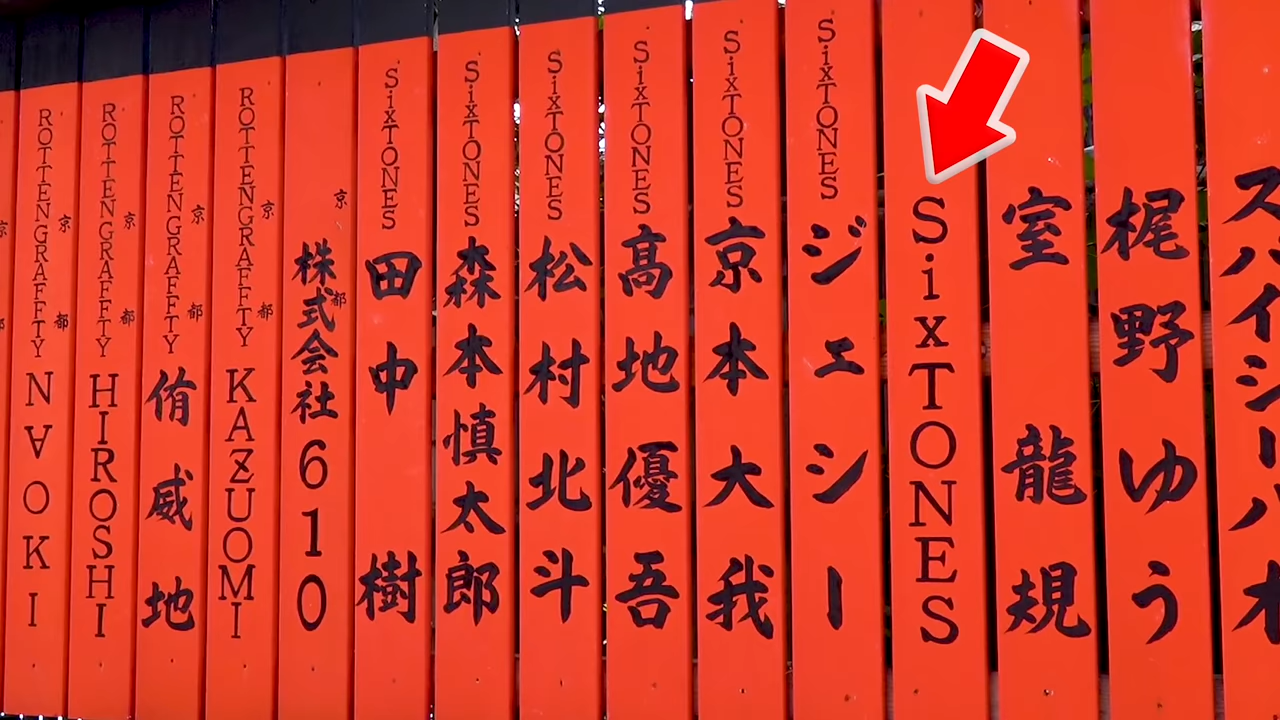 梶野ゆう
室龍規
SixTONES
SixTONES ジェシー
SixTONES 京本大我
SixTONES 髙地優吾
SixTONES 松村北斗
SixTONES 森本慎太郎
SixTONES 田中樹
京都 株式会社610
京都 ROTTENGRAFFTY KAZUOMI
京都 ROTTENGRAFFTY 侑威地
京都 ROTTENGRAFFTY HIROSHI
京都 ROTTENGRAFFTY N∀OKI